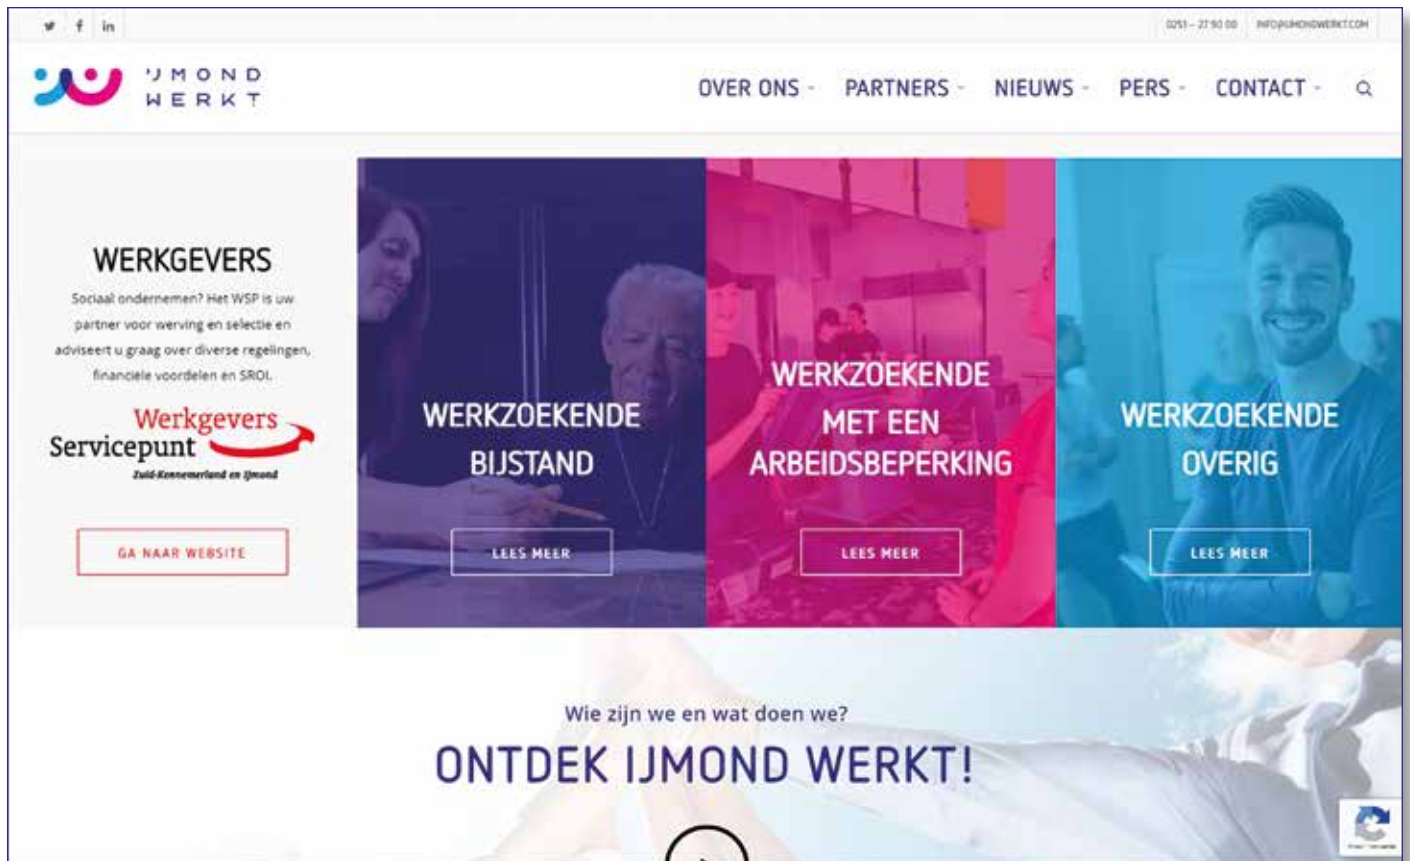 0251 – 27 90 00 INFO@IJMONDWERKT.COM
IJMOND
WERKT
OVER ONS - PARTNERS - NIEUWS - PERS - CONTACT -
WERKGEVERS
Sociaal ondernemen? Het WSP is uw
partner voor werving en selectie en
adviseert u graag over diverse regelingen,
financiële voordelen en SROI.
Werkgevers
Servicepunt
Zuid-Kennemerland en IJmond
GA NAAR WEBSITE
WERKZOEKENDE
BIJSTAND
LEES MEER
WERKZOEKENDE
MET EEN
ARBEIDSBEPERKING
LEES MEER
WERKZOEKENDE
OVERIG
LEES MEER
Wie zijn we en wat doen we?
ONTDEK IJMOND WERKT!